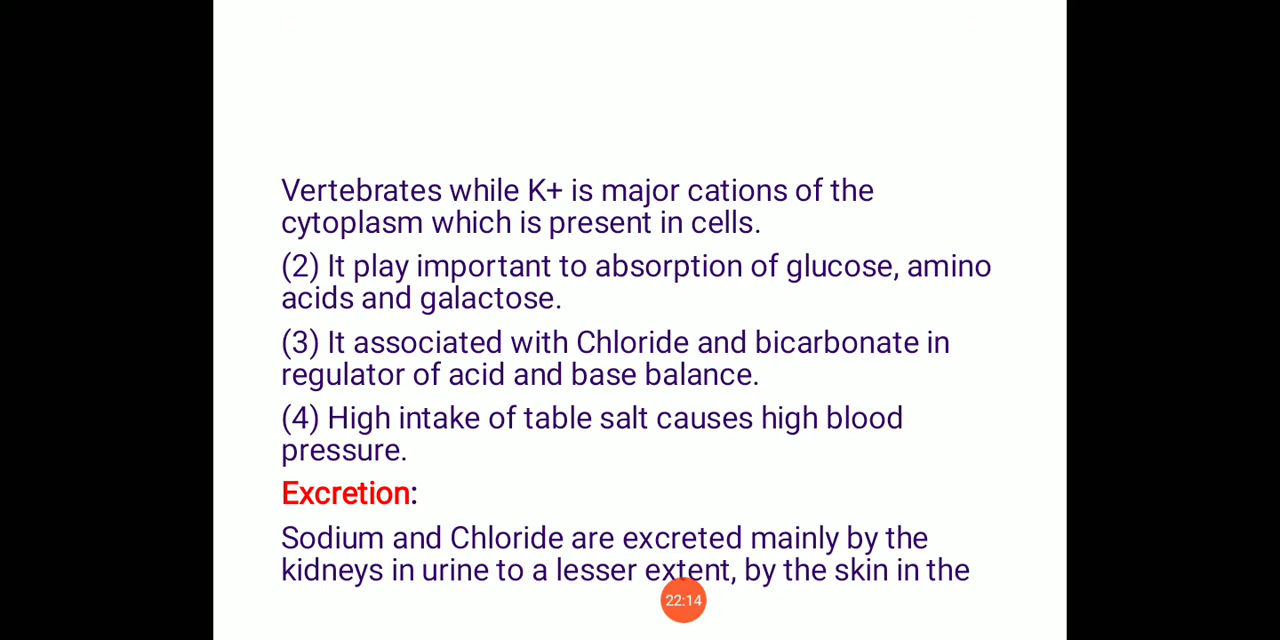 Vertebrates while K+ is major cations of the
cytoplasm which is present in cells.
(2) It play important to absorption of glucose, amino
acids and galactose.
(3) It associated with Chloride and bicarbonate in
regulator of acid and base balance.
(4) High intake of table salt causes high blood
pressure.
Excretion:
Sodium and Chloride are excreted mainly by the
kidneys in urine to a lesser extent, by the skin in the
22:14